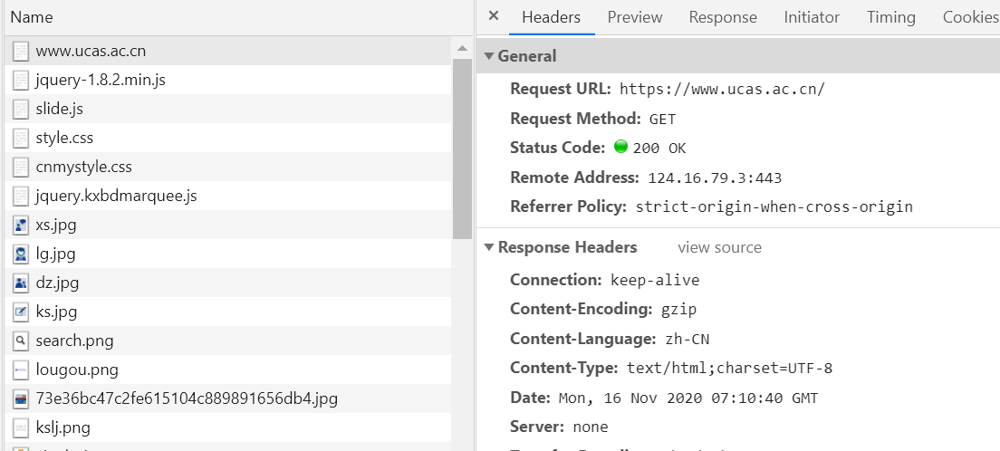 Name
www.ucas.ac.cn
jquery-1.8.2.min.js
slide.js
style.css
cnmystyle.css
jquery.kxbdmarquee.js
xs.jpg
lg.jpg
dz.jpg
ks.jpg
search.png
lougou.png
73e36bc47c2fe615104c889891656db4.jpg
kslj.png
× Headers Preview Response Initiator Timing Cookies
General
Request URL: https://www.ucas.ac.cn/
Request Method: GET
Status Code: 200 OK
Remote Address: 124.16.79.3:443
Referrer Policy: strict-origin-when-cross-origin
Response Headers view source
Connection: keep-alive
Content-Encoding: gzip
Content-Language: zh-CN
Content-Type: text/html;charset=UTF-8
Date: Mon, 16 Nov 2020 07:10:40 GMT
Server: none